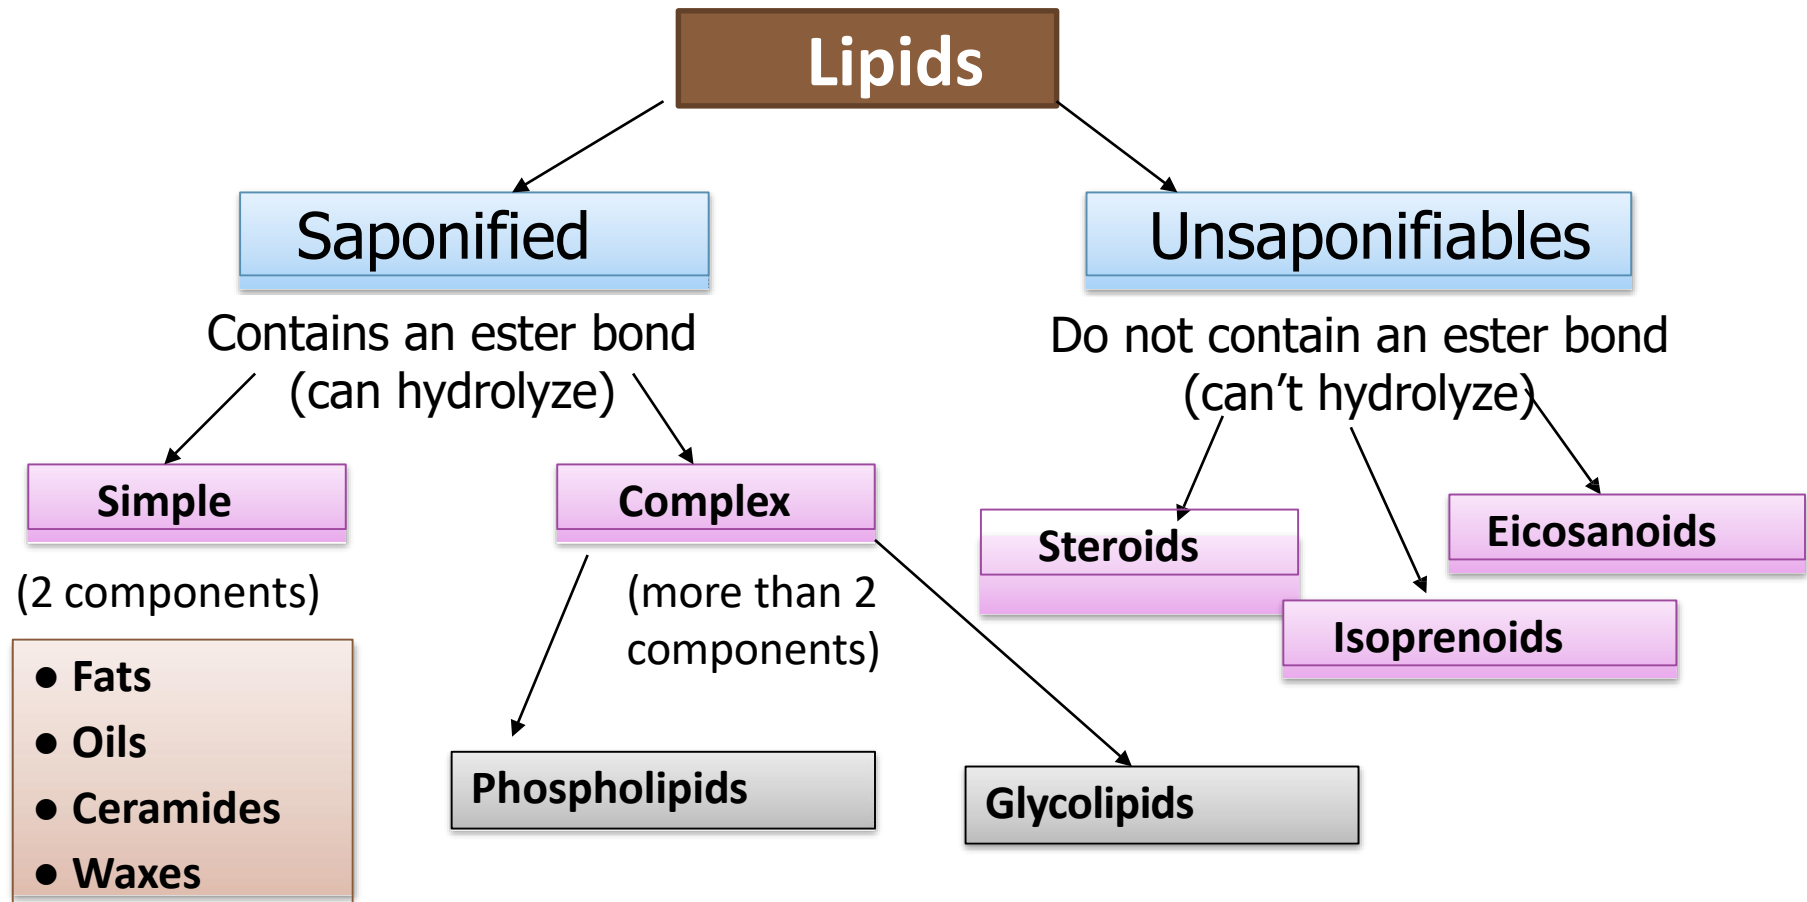 Lipids
Saponified
Unsaponifiables
Contains an ester bond
(can hydrolyze)
Do not contain an ester bond
(can’t hydrolyze)
Simple
Complex
Steroids
Eicosanoids
Isoprenoids
(2 components)
(more than 2
components)
● Fats
● Oils
● Ceramides
● Waxes
Phospholipids
Glycolipids